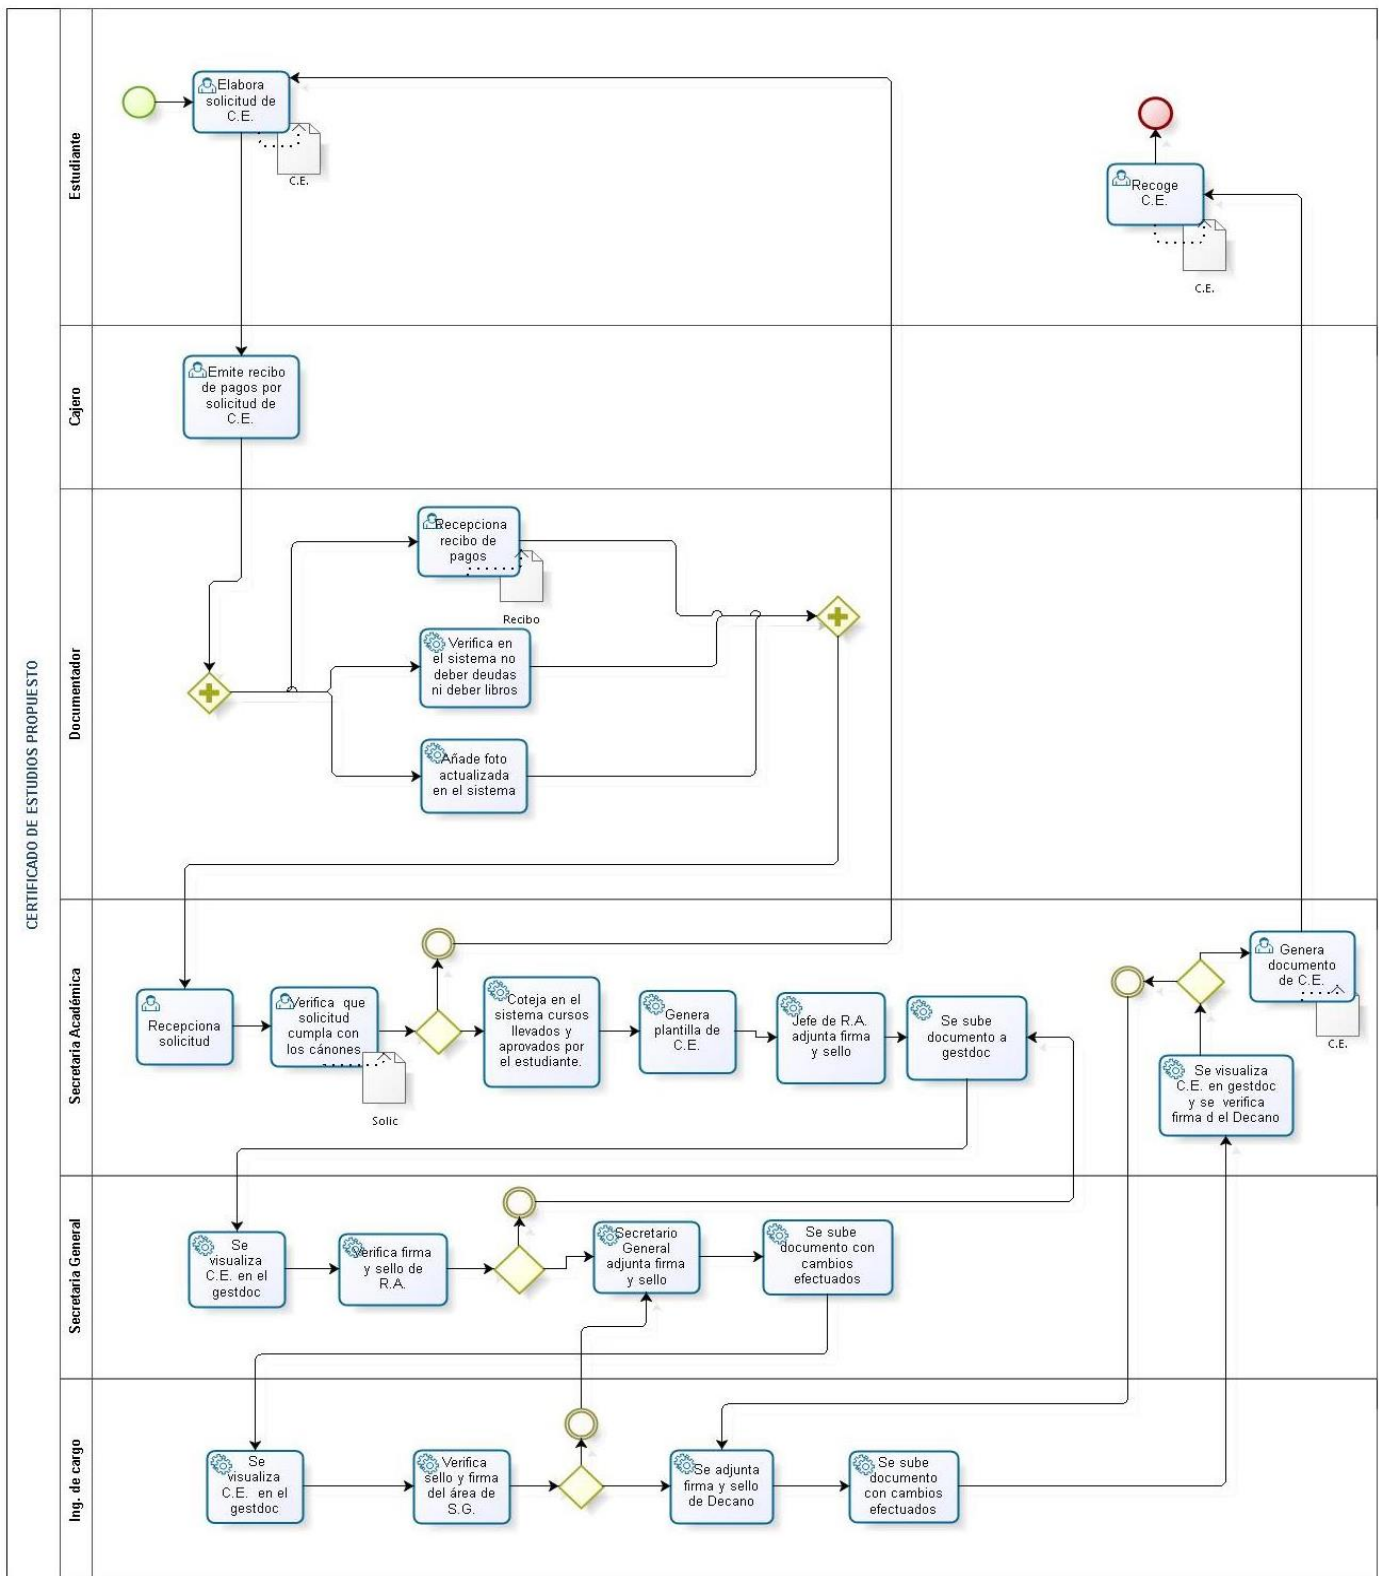 CERTIFICADO DE ESTUDIOS PROPUESTO
Estudiante
Elabora
solicitud de
C.E.
C.E.
Recoge
C.E.
C.E.
Cajero
Emite recibo
de pagos por
solicitud de
C.E.
Documentador
Recepciona
recibo de
pagos
Recibo
Verifica en
el sistema no
deber deudas
ni deber libros
Añade foto
actualizada
en el sistema
Secretaria Académica
Recepciona
solicitud
Verifica que
solicitud
cumpla con
los cánones
Solic
Coteja en el
sistema cursos
llevados y
aprovados por
el estudiante.
Genera
plantilla de
C.E.
Jefe de R.A.
adjunta firma
y sello
Se sube
documento a
gestdoc
Se visualiza
C.E. en gestdoc
y se verifica
firma d el Decano
Genera
documento
de C.E.
C.E.
Secretaria General
Se
visualiza
C.E. en el
gestdoc
Verifica firma
y sello de
R.A.
Secretario
General
adjunta firma
y sello
Se sube
documento con
cambios
efectuados
Ing. de cargo
Se
visualiza
C.E. en el
gestdoc
Verifica
sello y firma
del área de
S.G.
Se adjunta
firma y sello
de Decano
Se sube
documento
con cambios
efectuados